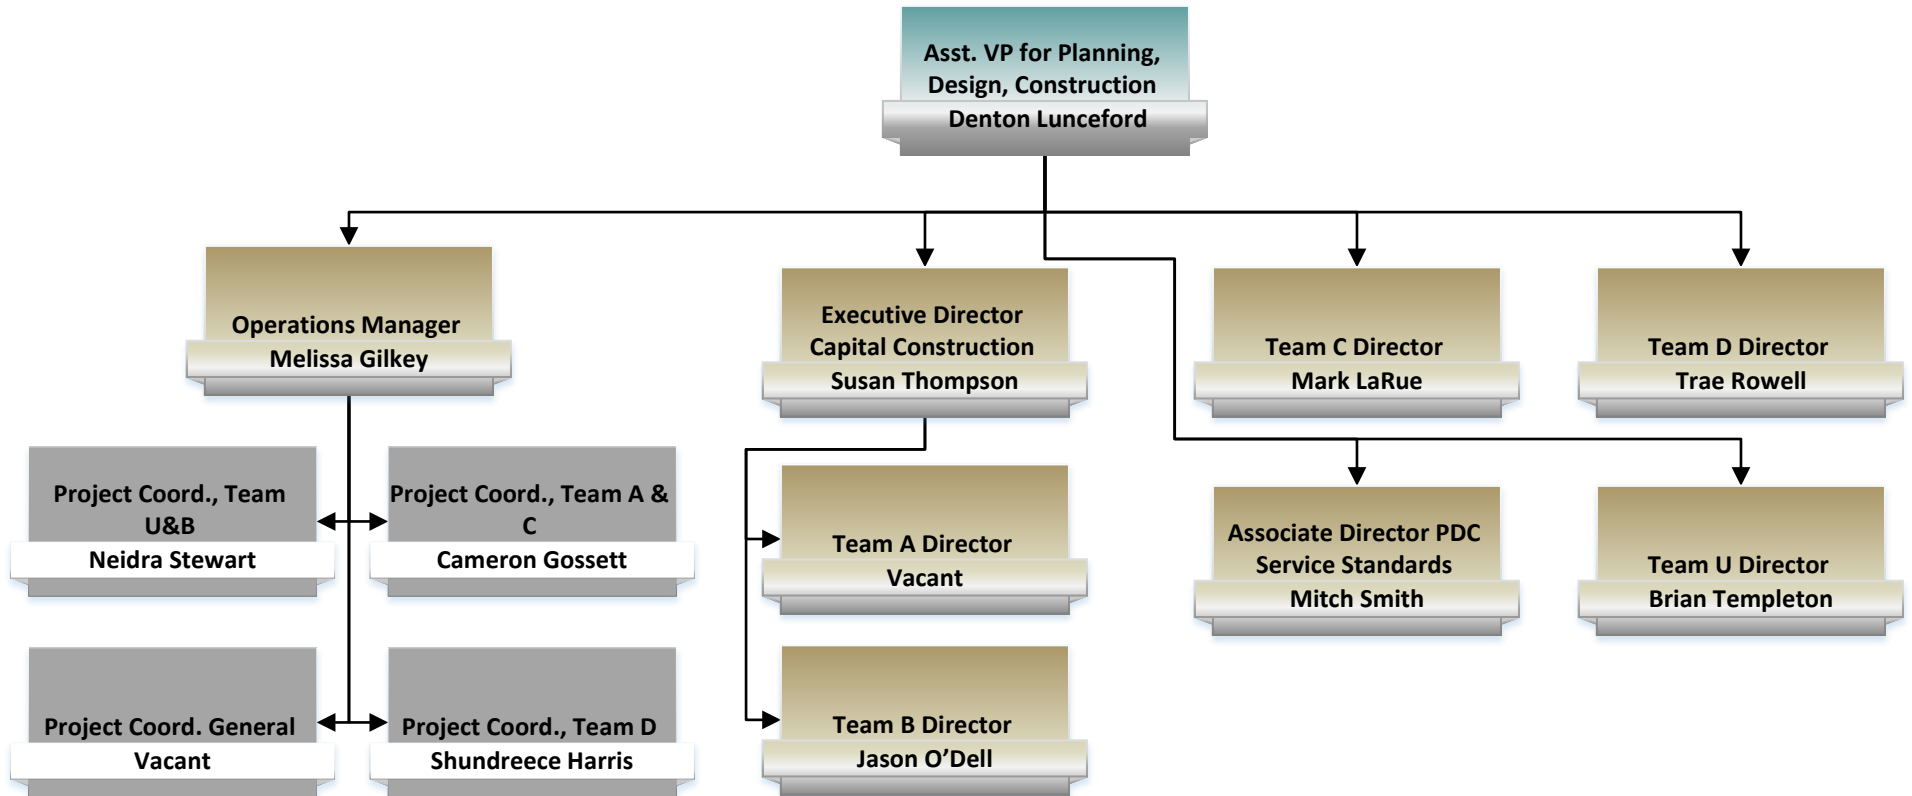 Asst. VP for Planning,
Design, Construction
Denton Lunceford
Operations Manager
Melissa Gilkey
Executive Director
Capital Construction
Susan Thompson
Team C Director
Mark LaRue
Team D Director
Trae Rowell
Project Coord., Team
U&B
Neidra Stewart
Project Coord., Team A &
C
Cameron Gossett
Team A Director
Vacant
Associate Director PDC
Service Standards
Mitch Smith
Team U Director
Brian Templeton
Project Coord. General
Vacant
Project Coord., Team D
Shundreece Harris
Team B Director
Jason O’Dell